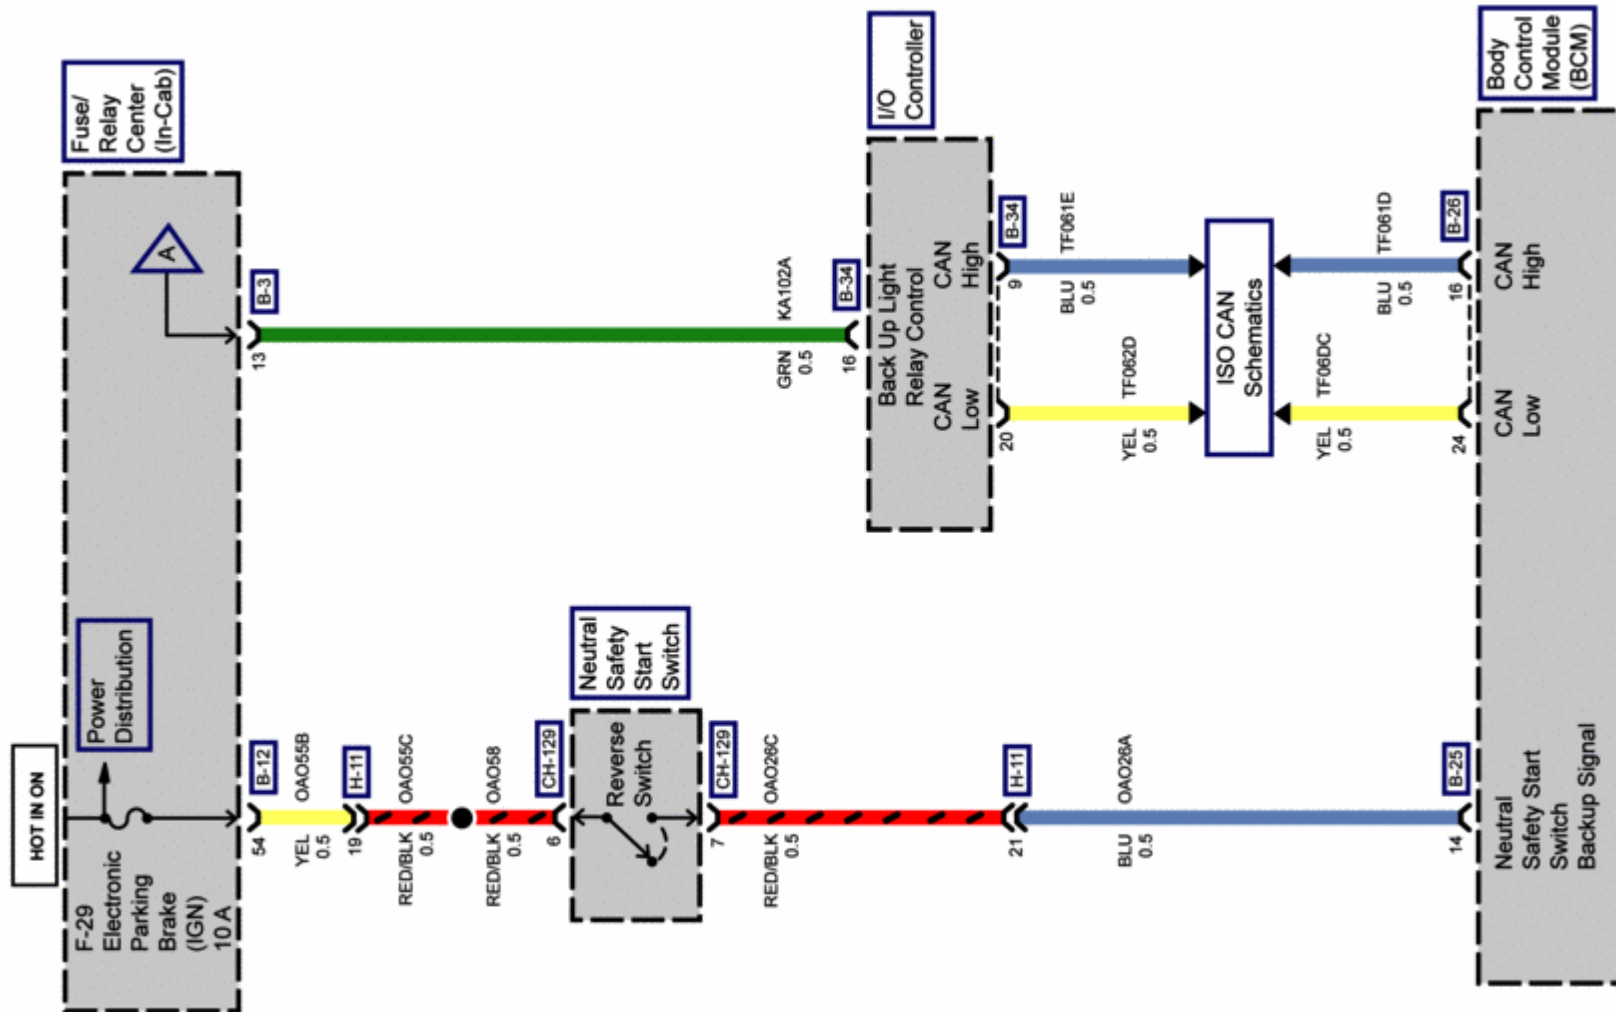 HOT IN ON
F-29
Electronic
Parking
Brake
(IGN)
10 A
Power
Distribution
A
Fuse/
Relay
Center
(In-Cab)
54
B-12
YEL
0.5
OAO55B
19
H-11
RED/BLK
0.5
OAO55C
RED/BLK
0.5
OAO58
6
CH-129
Reverse
Switch
Neutral
Safety
Start
Switch
7
CH-129
RED/BLK
0.5
OAO26C
21
H-11
BLU
0.5
OAO26A
14
B-25
13
B-3
GRN
0.5
KA102A
16
B-34
Back Up Light
Relay Control
CAN
Low
CAN
High
I/O
Controller
20
9
B-34
YEL
0.5
TF062D
BLU
0.5
TF061E
ISO CAN
Schematics
YEL
0.5
TF06DC
BLU
0.5
TF061D
24
16
B-26
Neutral
Safety Start
Switch
Backup Signal
CAN
Low
CAN
High
Body
Control
Module
(BCM)